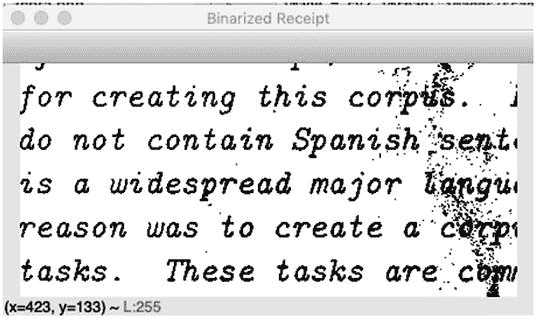 Binarized Receipt
for creating this corpus.
do not contain Spanish
is a widespread major
reason was to create a
tasks. These tasks are
(x=423, y=133) ~ L:255